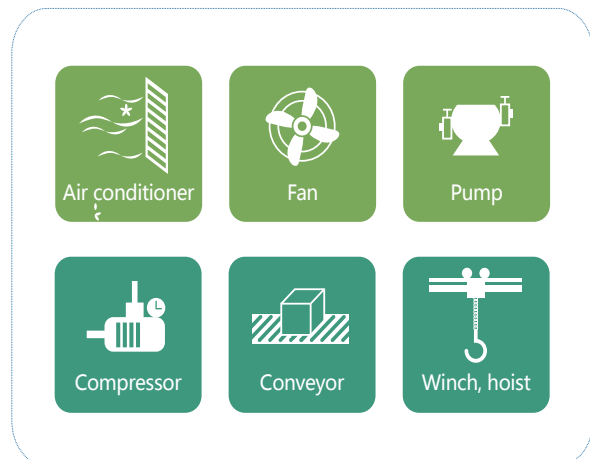 Air conditioner
Fan
Pump
Compressor
Conveyor
Winch, hoist